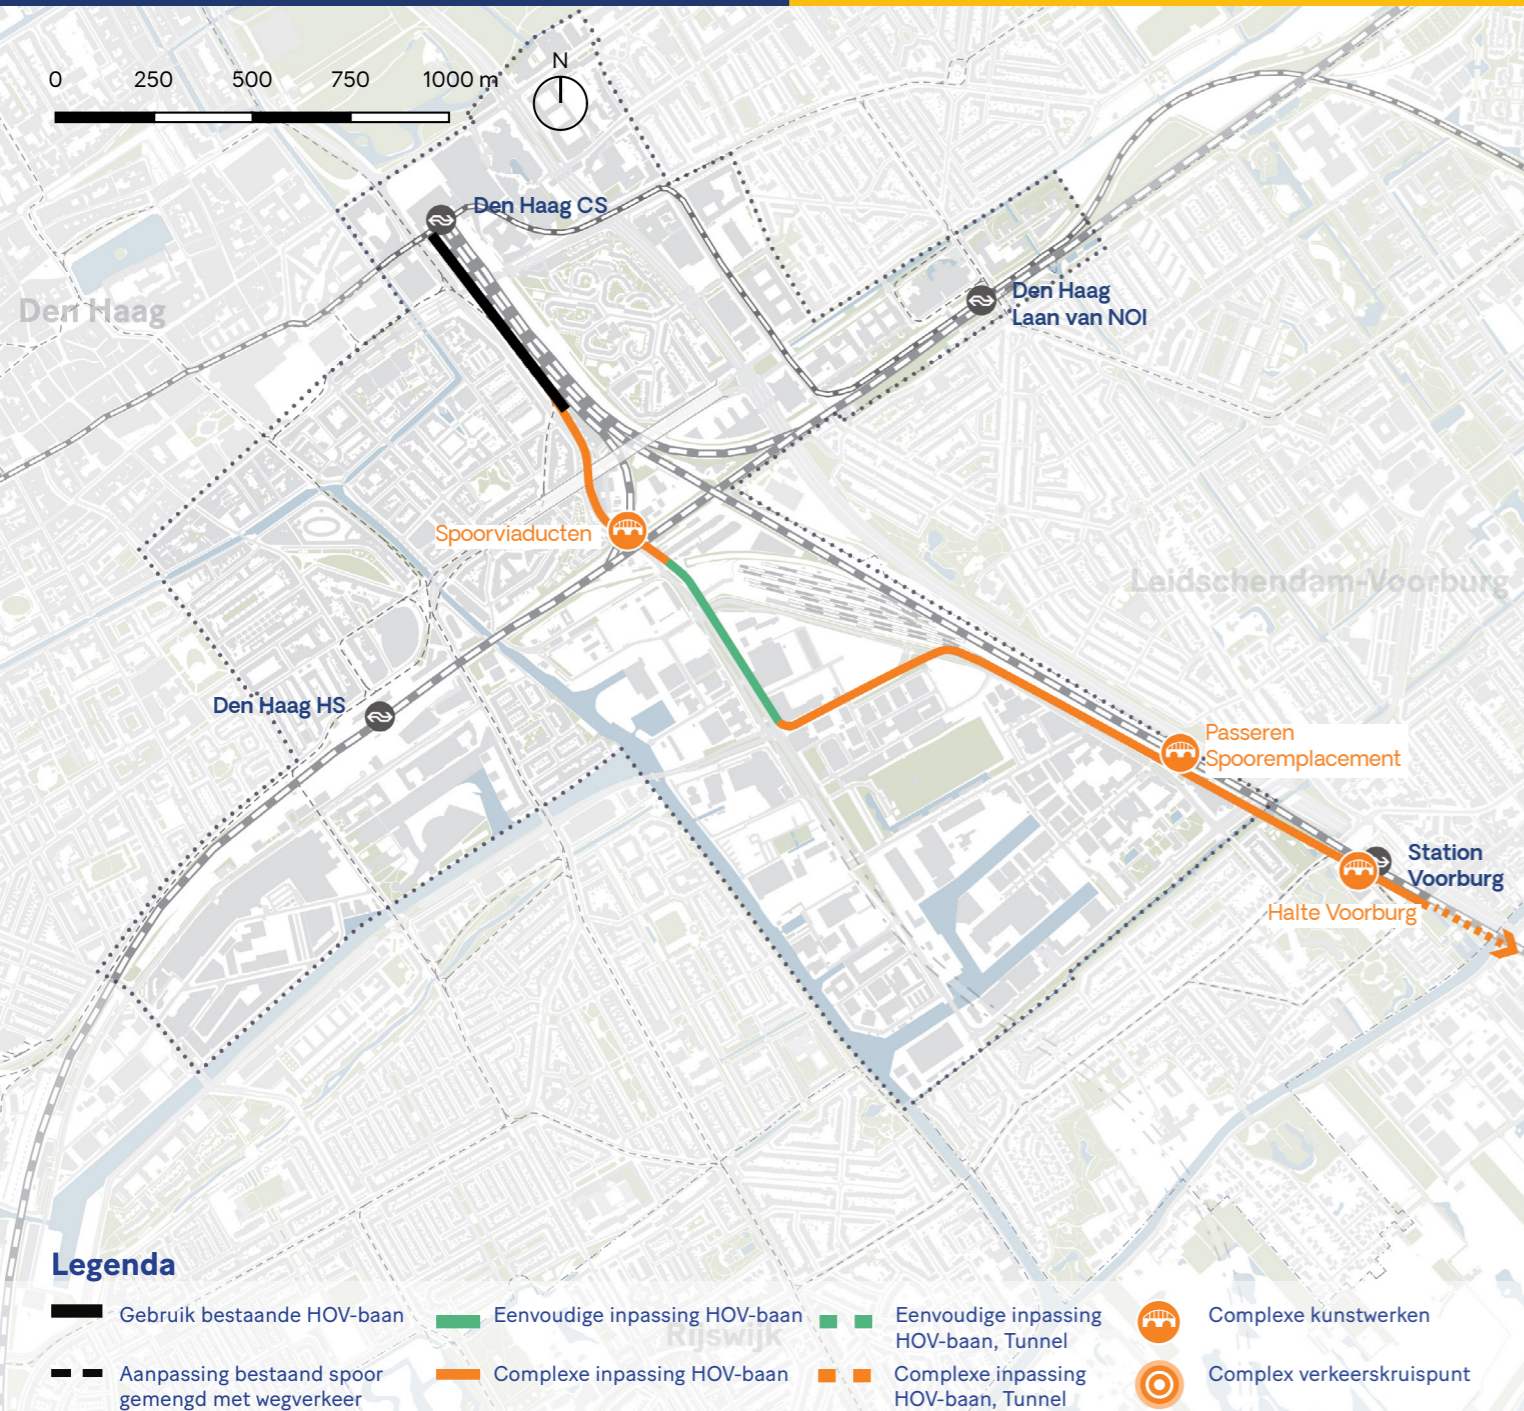 0 250 500 750 1000 m
N
Den Haag CS
Den Haag
Den Haag
Laan van NOI
Spoorviaducten
Leidschendam-Voorburg
Den Haag HS
Passeren
Spooremplacement
Station
Voorburg
Halte Voorburg
Legenda
Gebruik bestaande HOV-baan
Eenvoudige inpassing HOV-baan
Eenvoudige inpassing
HOV-baan, Tunnel
Complexe kunstwerken
Rijswijk
Aanpassing bestaand spoor
gemengd met wegverkeer
Complexe inpassing HOV-baan
Complexe inpassing
HOV-baan, Tunnel
Complex verkeerskruispunt